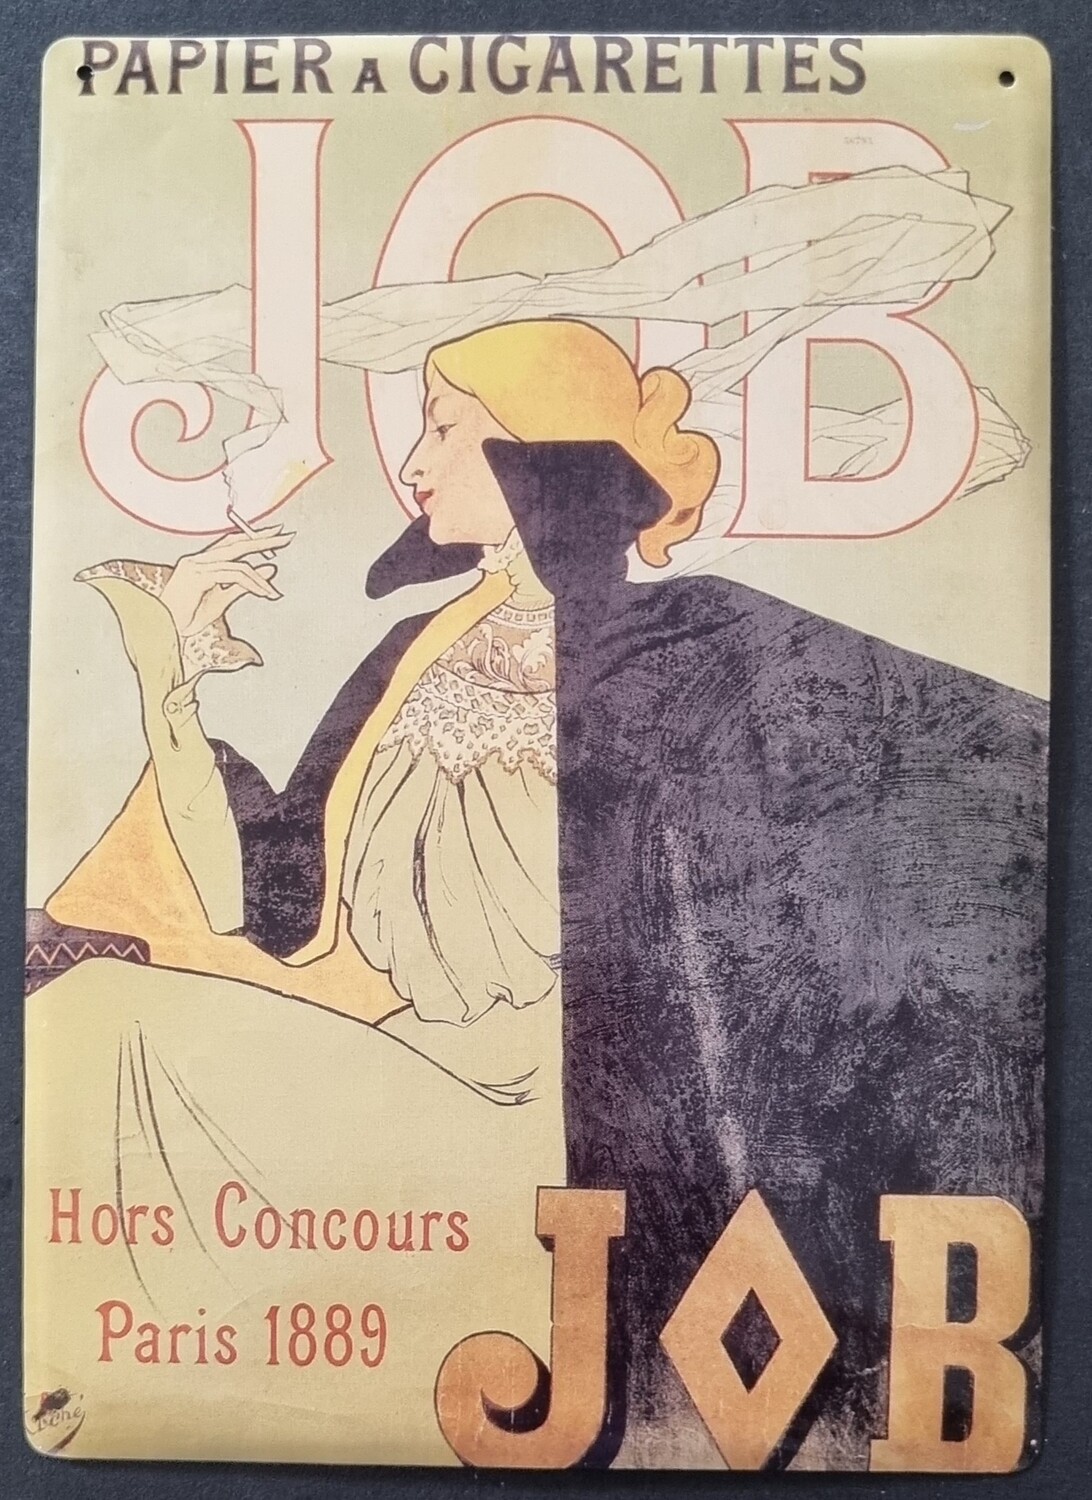 PAPIER A CIGARETTES
JOB
Hors Concours
Paris 1889
JOB